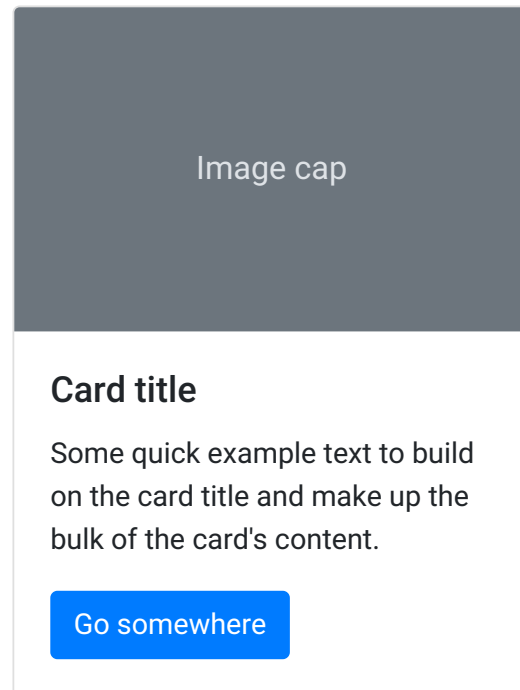 Image cap
Card title
Some quick example text to build
on the card title and make up the
bulk of the card's content.
Go somewhere